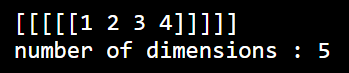 [[[[[1 2 3 4]]]]]
number of dimensions : 5